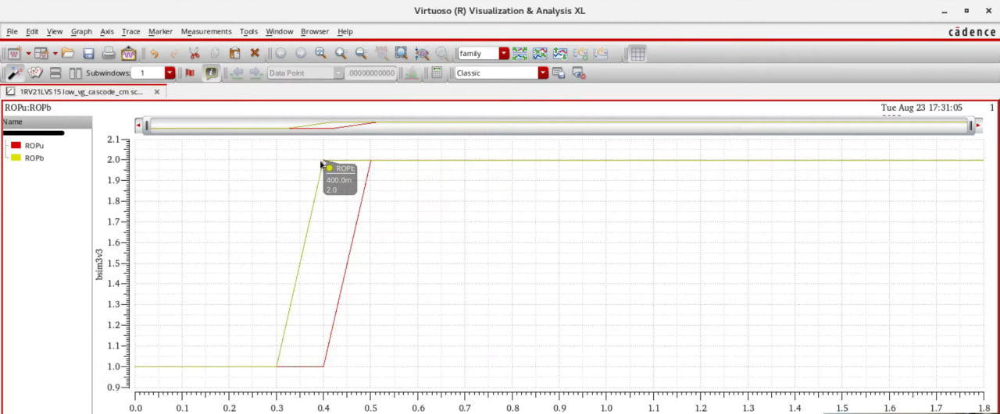 Virtuoso (R) Visualization & Analysis XL
File Edit View Graph Axis Trace Marker Measurements Tools Window Browser Help
cādence
family
Subwindows: 1 Data Point .00000000000 Classic
1RV21LVS15 low_vg_cascode_cm sc...
ROPu:ROPb
Tue Aug 23 17:31:05 1
Name
ROPu
ROPb
2.1
2.0
1.9
1.8
1.7
1.6
1.5
1.4
1.3
1.2
1.1
1.0
0.9
bsim3v3
400.0m
2.0
0.0 0.1 0.2 0.3 0.4 0.5 0.6 0.7 0.8 0.9 1.0 1.1 1.2 1.3 1.4 1.5 1.6 1.7 1.8